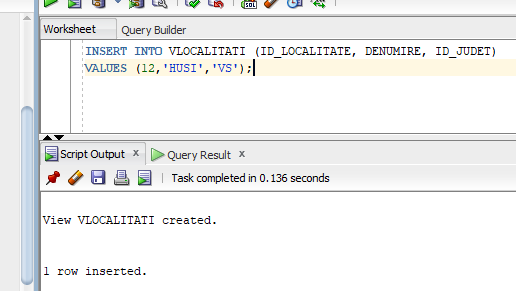 SQL
Worksheet Query Builder
INSERT INTO VLOCALITATI (ID_LOCALITATE, DENUMIRE, ID_JUDET)
VALUES (12,'HUSI','VS');
Script Output x Query Result x
Task completed in 0.136 seconds
View VLOCALITATI created.
1 row inserted.